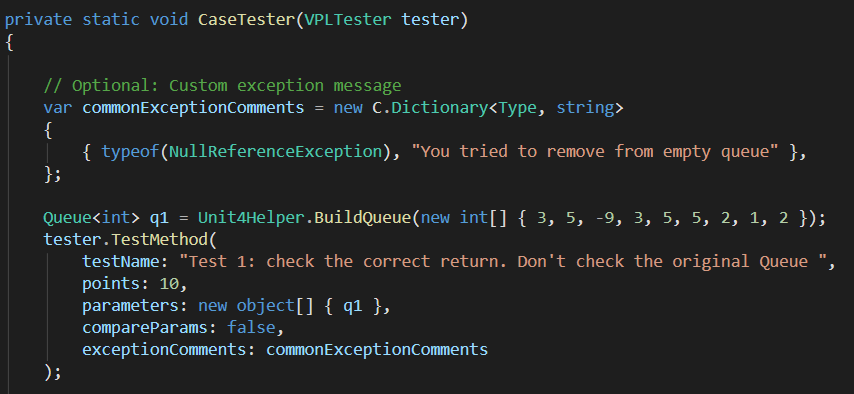 private static void CaseTester(VPLTester tester)
{
// Optional: Custom exception message
var commonExceptionComments = new C.Dictionary<Type, string>
{
{ typeof(NullReferenceException), "You tried to remove from empty queue" },
};
Queue<int> q1 = Unit4Helper.BuildQueue(new int[] { 3, 5, -9, 3, 5, 5, 2, 1, 2 });
tester.TestMethod(
testName: "Test 1: check the correct return. Don't check the original Queue ",
points: 10,
parameters: new object[] { q1 },
compareParams: false,
exceptionComments: commonExceptionComments
);